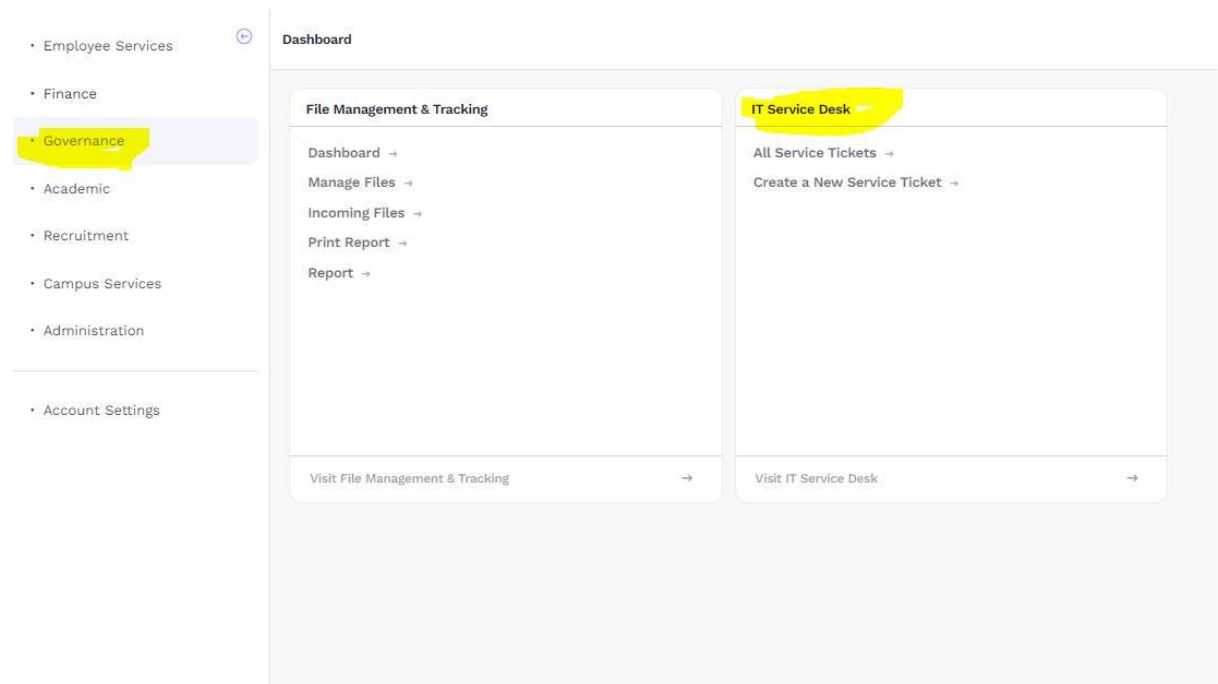 Employee Services
Finance
Governance
Academic
Recruitment
Campus Services
Administration
Account Settings
Dashboard
File Management & Tracking
Dashboard →
Manage Files →
Incoming Files →
Print Report →
Report →
Visit File Management & Tracking →
IT Service Desk
All Service Tickets →
Create a New Service Ticket →
Visit IT Service Desk →